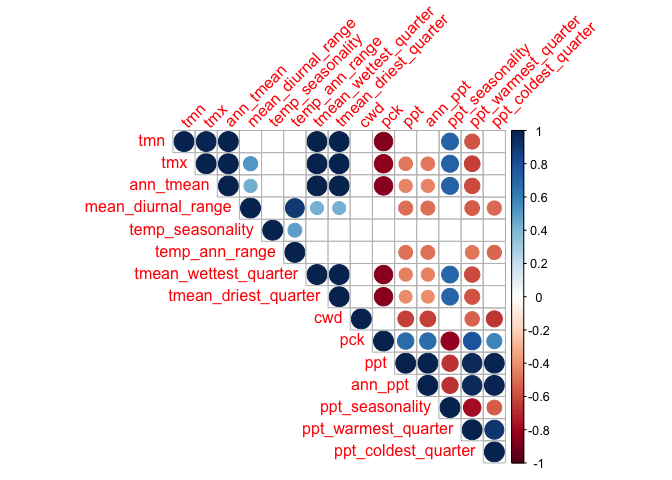 tmn
tmx
ann_tmean
mean_diurnal_range
temp_seasonality
temp_ann_range
tmean_wettest_quarter
tmean_driest_quarter
cwd
pck
ppt
ann_ppt
ppt_seasonality
ppt_warmest_quarter
ppt_coldest_quarter
tmn
tmx
ann_tmean
mean_diurnal_range
temp_seasonality
temp_ann_range
tmean_wettest_quarter
tmean_driest_quarter
cwd
pck
ppt
ann_ppt
ppt_seasonality
ppt_warmest_quarter
ppt_coldest_quarter
1
0.8
0.6
0.4
0.2
0
-0.2
-0.4
-0.6
-0.8
-1